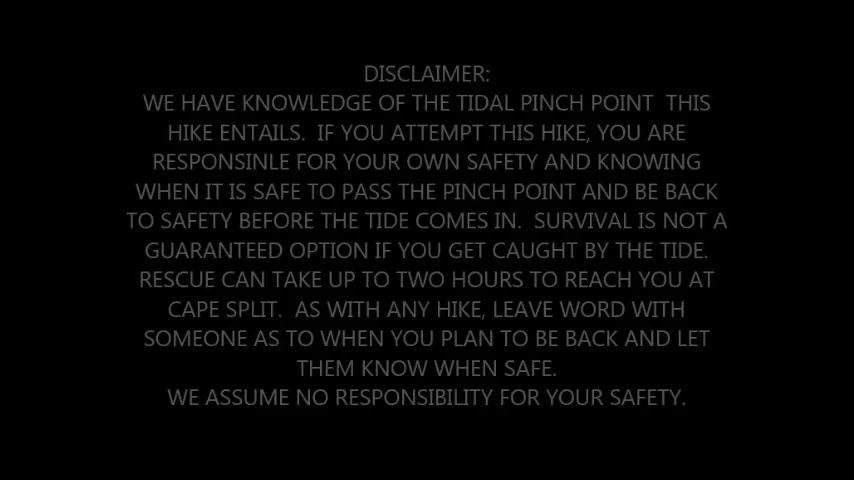 DISCLAIMER:
WE HAVE KNOWLEDGE OF THE TIDAL PINCH POINT  THIS
HIKE ENTAILS.  IF YOU ATTEMPT THIS HIKE, YOU ARE
RESPONSINLE FOR YOUR OWN SAFETY AND KNOWING
WHEN IT IS SAFE TO PASS THE PINCH POINT AND BE BACK
TO SAFETY BEFORE THE TIDE COMES IN.  SURVIVAL IS NOT A
GUARANTEED OPTION IF YOU GET CAUGHT BY THE TIDE.
RESCUE CAN TAKE UP TO TWO HOURS TO REACH YOU AT
CAPE SPLIT.  AS WITH ANY HIKE, LEAVE WORD WITH
SOMEONE AS TO WHEN YOU PLAN TO BE BACK AND LET
THEM KNOW WHEN SAFE.
WE ASSUME NO RESPONSIBILITY FOR YOUR SAFETY.